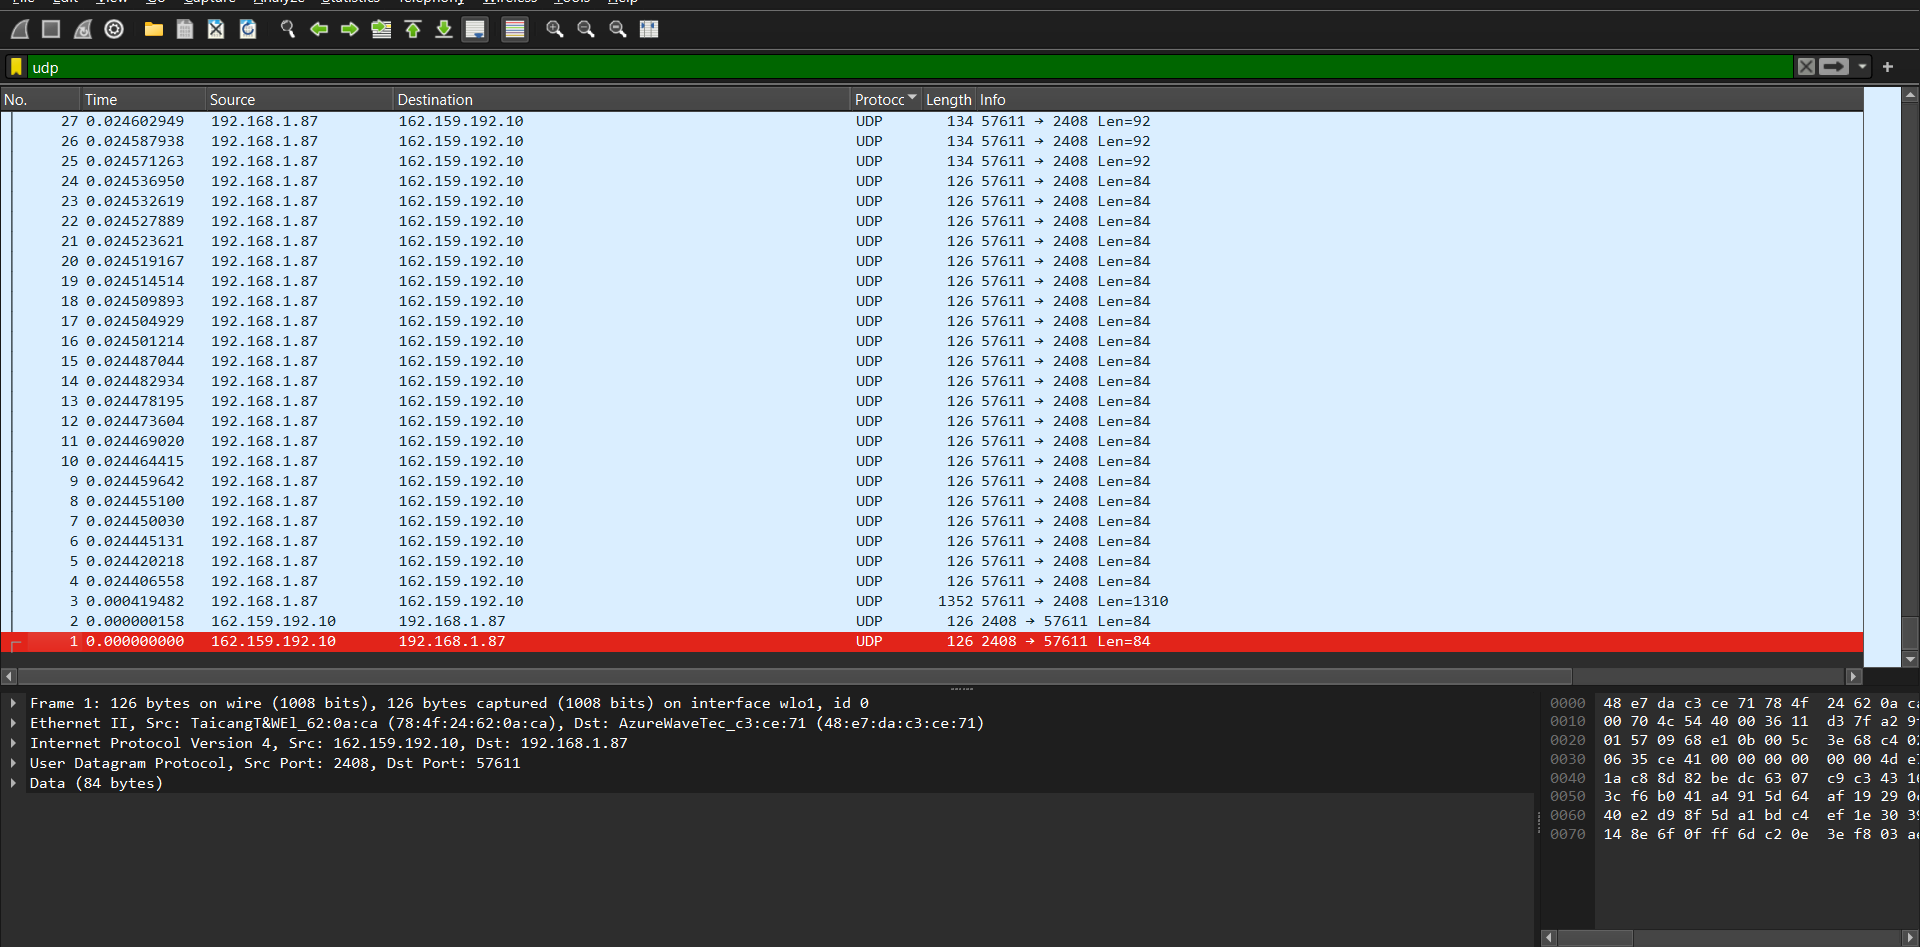 udp
No. Time Source Destination Protocc Length Info
27 0.024602949 192.168.1.87 162.159.192.10 UDP 134 57611 → 2408 Len=92
26 0.024587938 192.168.1.87 162.159.192.10 UDP 134 57611 → 2408 Len=92
25 0.024571263 192.168.1.87 162.159.192.10 UDP 134 57611 → 2408 Len=92
24 0.024536950 192.168.1.87 162.159.192.10 UDP 126 57611 → 2408 Len=84
23 0.024532619 192.168.1.87 162.159.192.10 UDP 126 57611 → 2408 Len=84
22 0.024527889 192.168.1.87 162.159.192.10 UDP 126 57611 → 2408 Len=84
21 0.024523621 192.168.1.87 162.159.192.10 UDP 126 57611 → 2408 Len=84
20 0.024519167 192.168.1.87 162.159.192.10 UDP 126 57611 → 2408 Len=84
19 0.024514514 192.168.1.87 162.159.192.10 UDP 126 57611 → 2408 Len=84
18 0.024509893 192.168.1.87 162.159.192.10 UDP 126 57611 → 2408 Len=84
17 0.024504929 192.168.1.87 162.159.192.10 UDP 126 57611 → 2408 Len=84
16 0.024501214 192.168.1.87 162.159.192.10 UDP 126 57611 → 2408 Len=84
15 0.024487044 192.168.1.87 162.159.192.10 UDP 126 57611 → 2408 Len=84
14 0.024482934 192.168.1.87 162.159.192.10 UDP 126 57611 → 2408 Len=84
13 0.024478195 192.168.1.87 162.159.192.10 UDP 126 57611 → 2408 Len=84
12 0.024473604 192.168.1.87 162.159.192.10 UDP 126 57611 → 2408 Len=84
11 0.024469020 192.168.1.87 162.159.192.10 UDP 126 57611 → 2408 Len=84
10 0.024464415 192.168.1.87 162.159.192.10 UDP 126 57611 → 2408 Len=84
9 0.024459642 192.168.1.87 162.159.192.10 UDP 126 57611 → 2408 Len=84
8 0.024455100 192.168.1.87 162.159.192.10 UDP 126 57611 → 2408 Len=84
7 0.024450030 192.168.1.87 162.159.192.10 UDP 126 57611 → 2408 Len=84
6 0.024445131 192.168.1.87 162.159.192.10 UDP 126 57611 → 2408 Len=84
5 0.024420218 192.168.1.87 162.159.192.10 UDP 126 57611 → 2408 Len=84
4 0.024406558 192.168.1.87 162.159.192.10 UDP 126 57611 → 2408 Len=84
3 0.000419482 192.168.1.87 162.159.192.10 UDP 1352 57611 → 2408 Len=1310
2 0.000000158 162.159.192.10 192.168.1.87 UDP 126 2408 → 57611 Len=84
1 0.000000000 162.159.192.10 192.168.1.87 UDP 126 2408 → 57611 Len=84
Frame 1: 126 bytes on wire (1008 bits), 126 bytes captured (1008 bits) on interface wlo1, id 0
Ethernet II, Src: TaicangT&WEl_62:0a:ca (78:4f:24:62:0a:ca), Dst: AzureWaveTec_c3:ce:71 (48:e7:da:c3:ce:71)
Internet Protocol Version 4, Src: 162.159.192.10, Dst: 192.168.1.87
User Datagram Protocol, Src Port: 2408, Dst Port: 57611
Data (84 bytes)
0000 48 e7 da c3 ce 71 78 4f 24 62 0a
0010 00 70 4c 54 40 00 36 11 d3 7f a2
0020 01 57 09 68 e1 0b 00 5c 3e 68 c4
0030 06 35 ce 41 00 00 00 00 00 00 4d
0040 1a c8 8d 82 be dc 63 07 c9 c3 43
0050 3c f6 b0 41 a4 91 5d 64 af 19 29
0060 40 e2 d9 8f 5d a1 bd c4 ef 1e 30
0070 14 8e 6f 0f ff 6d c2 0e 3e f8 03